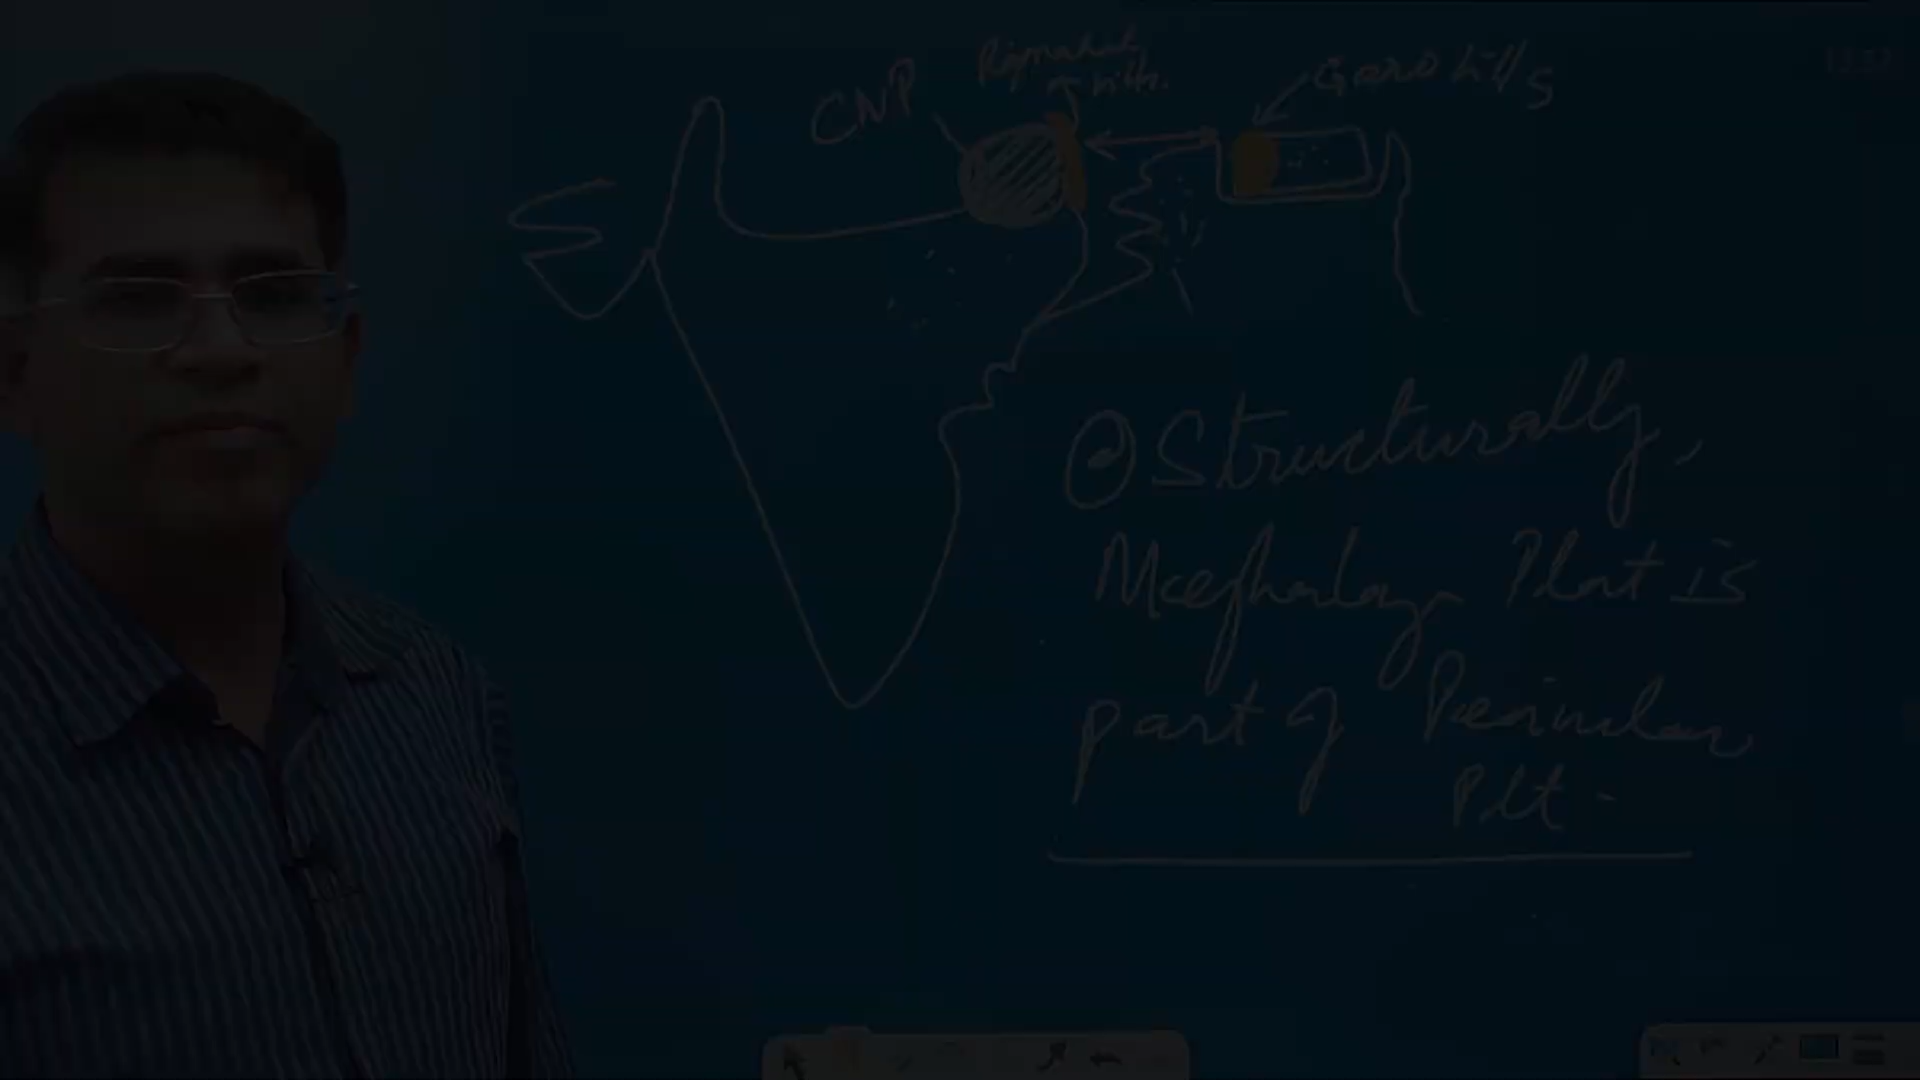 CNP
Rajmahal
hills.
Garo hills
Structurally,
Meghalaya Plat is
part of Peninsular
Plt -